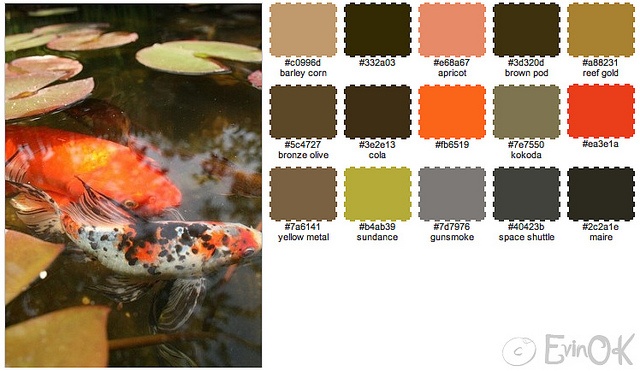 #c0996d #332a03 #e68a67 #3d320d #a88231
barley corn apricot brown pod reef gold
#5c4727 #3e2e13 #fb6519 #7e7550 #ea3e1a
bronze olive cola kokoda
#7a6141 #b4ab39 #7d7976 #40423b #2c2a1e
yellow metal sundance gunsmoke space shuttle maire
c EvinOK